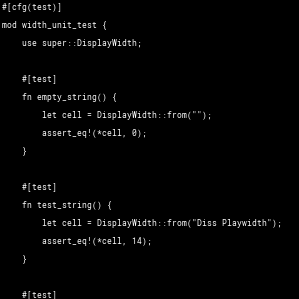 #[cfg(test)]
mod width_unit_test {
    use super::DisplayWidth;

    #[test]
    fn empty_string() {
        let cell = DisplayWidth::from("");
        assert_eq!(*cell, 0);
    }

    #[test]
    fn test_string() {
        let cell = DisplayWidth::from("Diss Playwidth");
        assert_eq!(*cell, 14);
    }

    #[test]